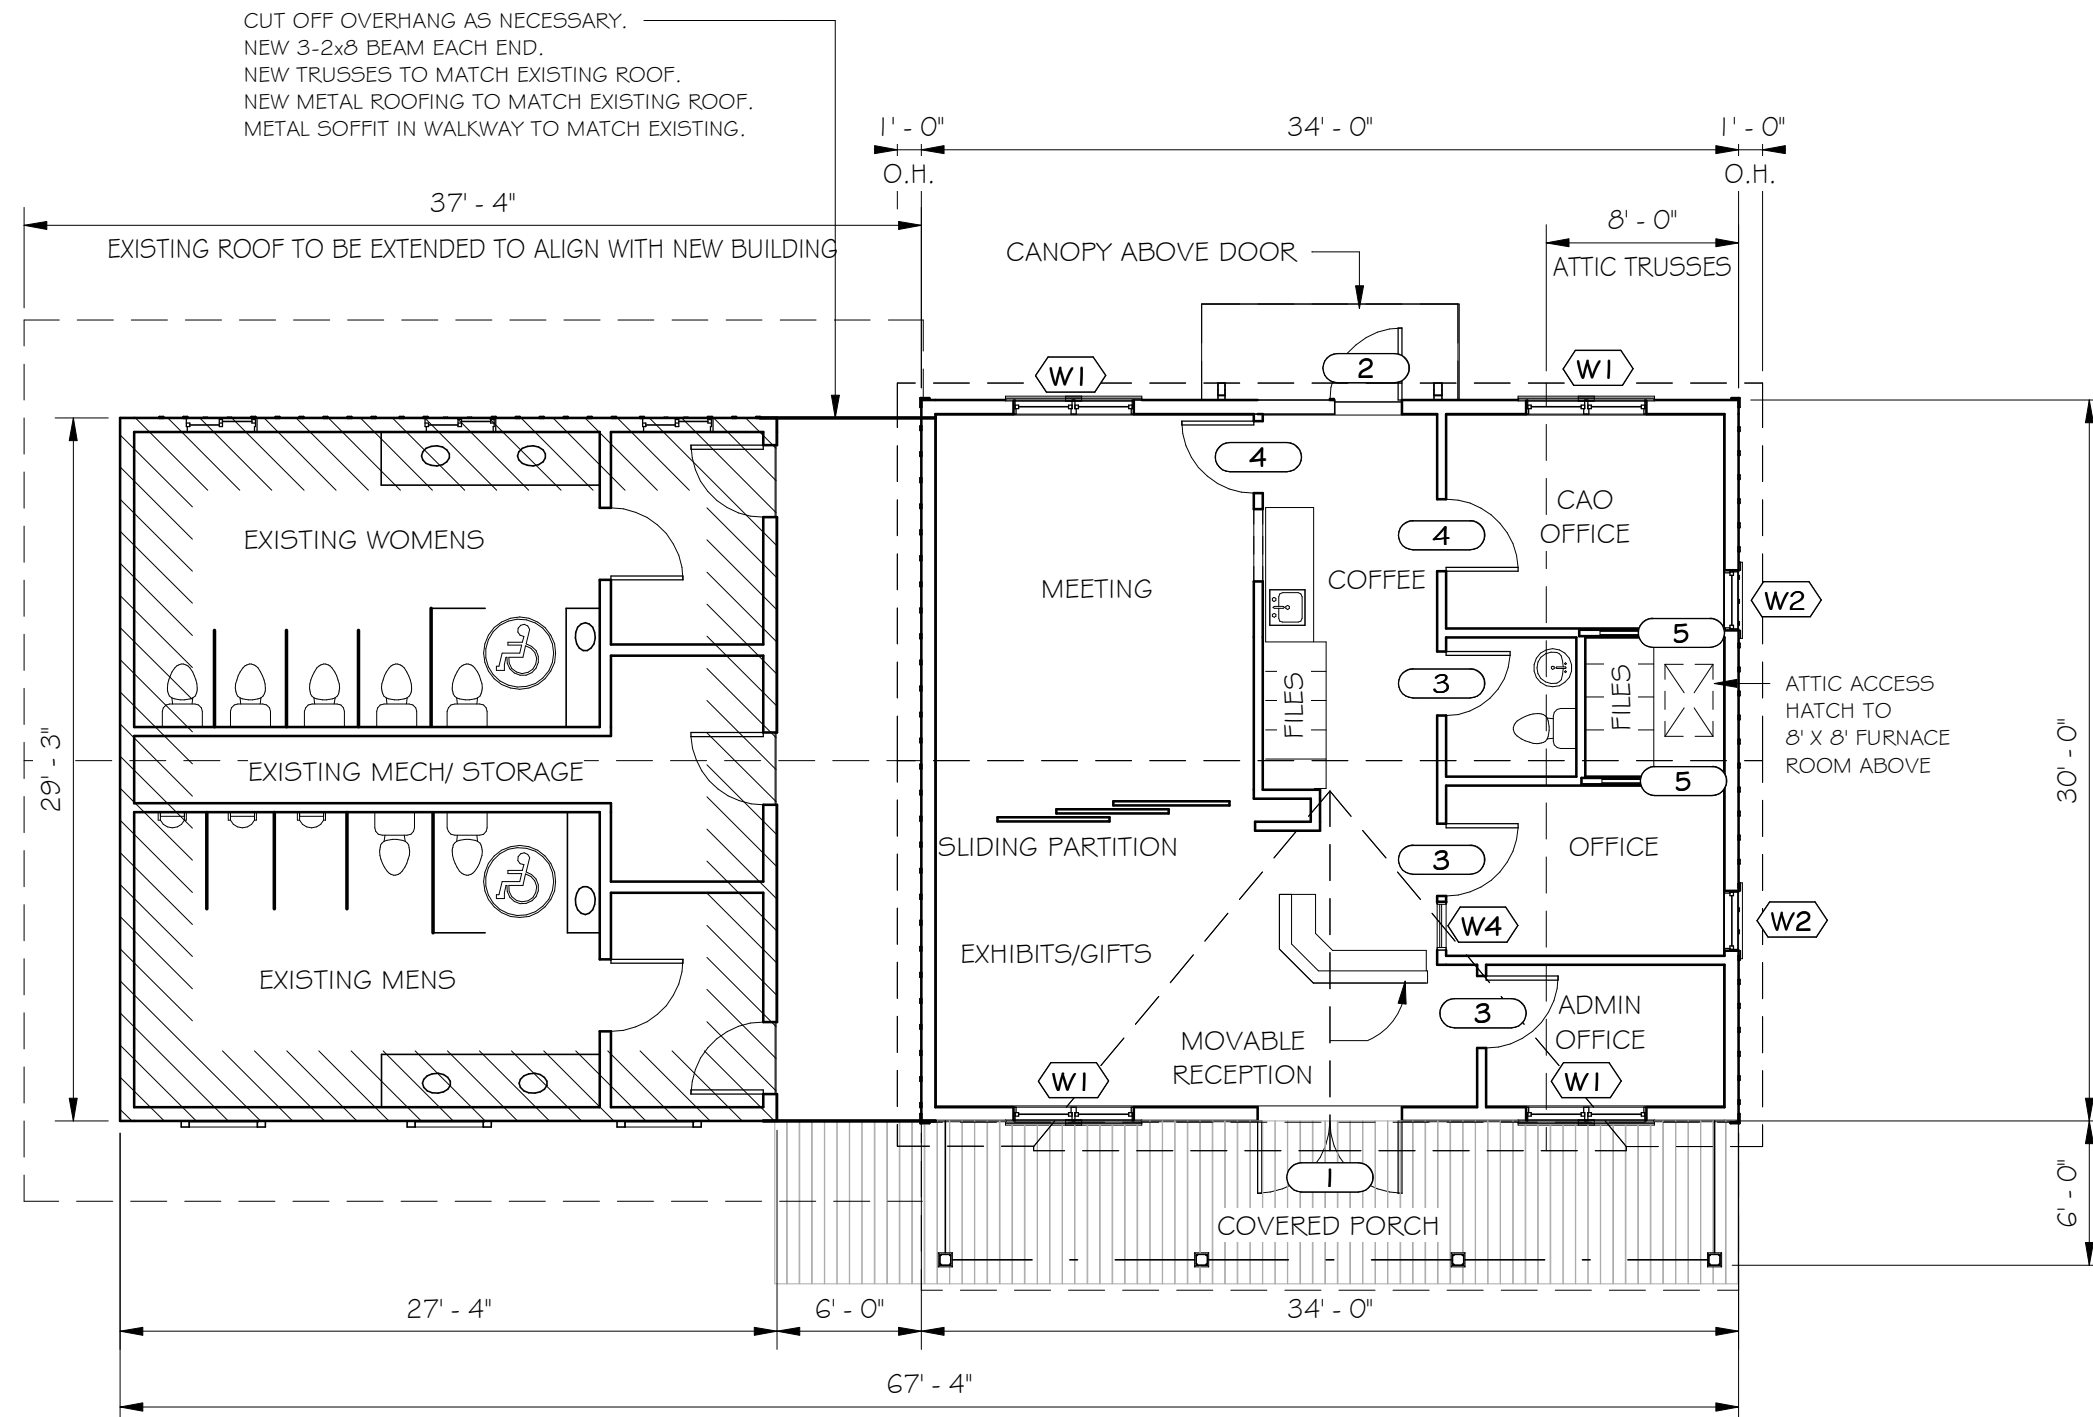 CUT OFF OVERHANG AS NECESSARY.
NEW 3-2x8 BEAM EACH END.
NEW TRUSSES TO MATCH EXISTING ROOF.
NEW METAL ROOFING TO MATCH EXISTING ROOF.
METAL SOFFIT IN WALKWAY TO MATCH EXISTING.
1' - 0"
34' - 0"
1' - 0"
O.H.
O.H.
37' - 4"
8' - 0"
EXISTING ROOF TO BE EXTENDED TO ALIGN WITH NEW BUILDING
CANOPY ABOVE DOOR
ATTIC TRUSSES
W1
2
W1
4
CAO
OFFICE
EXISTING WOMENS
4
MEETING
COFFEE
W2
5
3
FILES
FILES
ATTIC ACCESS
HATCH TO
8' X 8' FURNACE
ROOM ABOVE
29' - 3"
EXISTING MECH/ STORAGE
5
30' - 0"
SLIDING PARTITION
3
OFFICE
W4
W2
EXHIBITS/GIFTS
EXISTING MENS
3
ADMIN
OFFICE
MOVABLE
RECEPTION
W1
W1
1
COVERED PORCH
6' - 0"
27' - 4"
6' - 0"
34' - 0"
67' - 4"